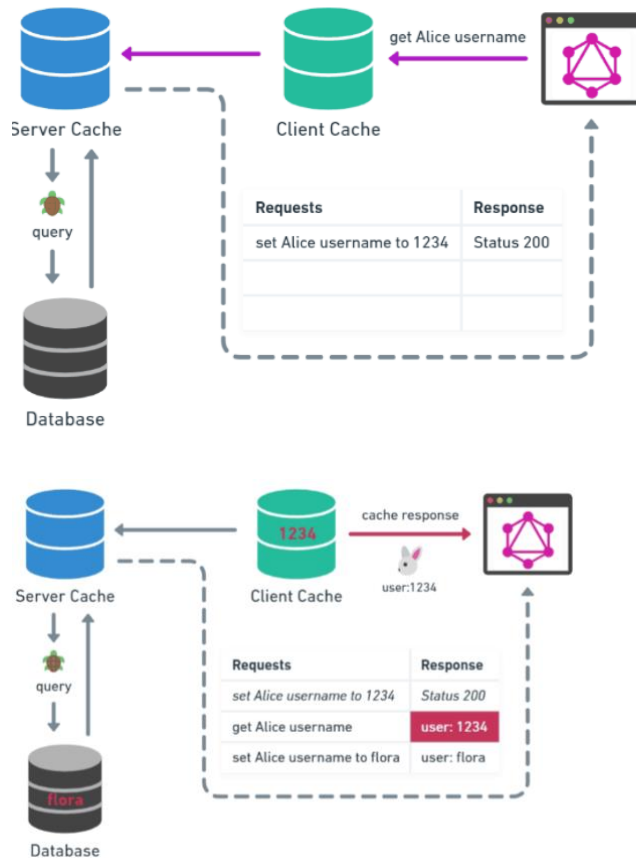 get Alice username
Server Cache
Client Cache
query
Requests Response
set Alice username to 1234 Status 200
Database
1234
cache response
user:1234
Server Cache
Client Cache
query
Requests Response
set Alice username to 1234 Status 200
get Alice username user: 1234
set Alice username to flora user: flora
flora
Database